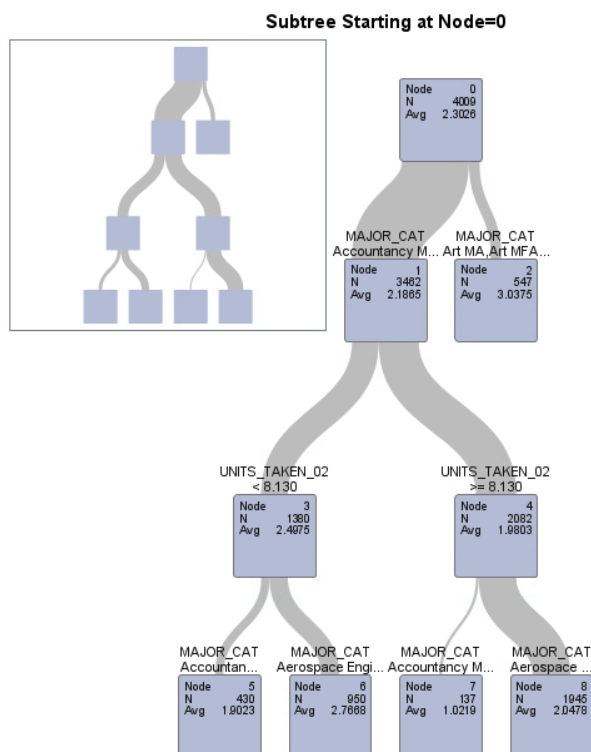 Subtree Starting at Node=0
Node 0
N 4009
Avg 2.3026
MAJOR_CAT
Accountancy M...
MAJOR_CAT
Art MA,Art MFA...
Node 1
N 3462
Avg 2.1865
Node 2
N 547
Avg 3.0375
UNITS_TAKEN_02
< 8.130
UNITS_TAKEN_02
>= 8.130
Node 3
N 1380
Avg 2.4975
Node 4
N 2082
Avg 1.9803
MAJOR_CAT
Accountan...
MAJOR_CAT
Aerospace Engi...
MAJOR_CAT
Accountancy M...
MAJOR_CAT
Aerospace ...
Node 5
N 430
Avg 1.9023
Node 6
N 950
Avg 2.7668
Node 7
N 137
Avg 1.0219
Node 8
N 1945
Avg 2.0478